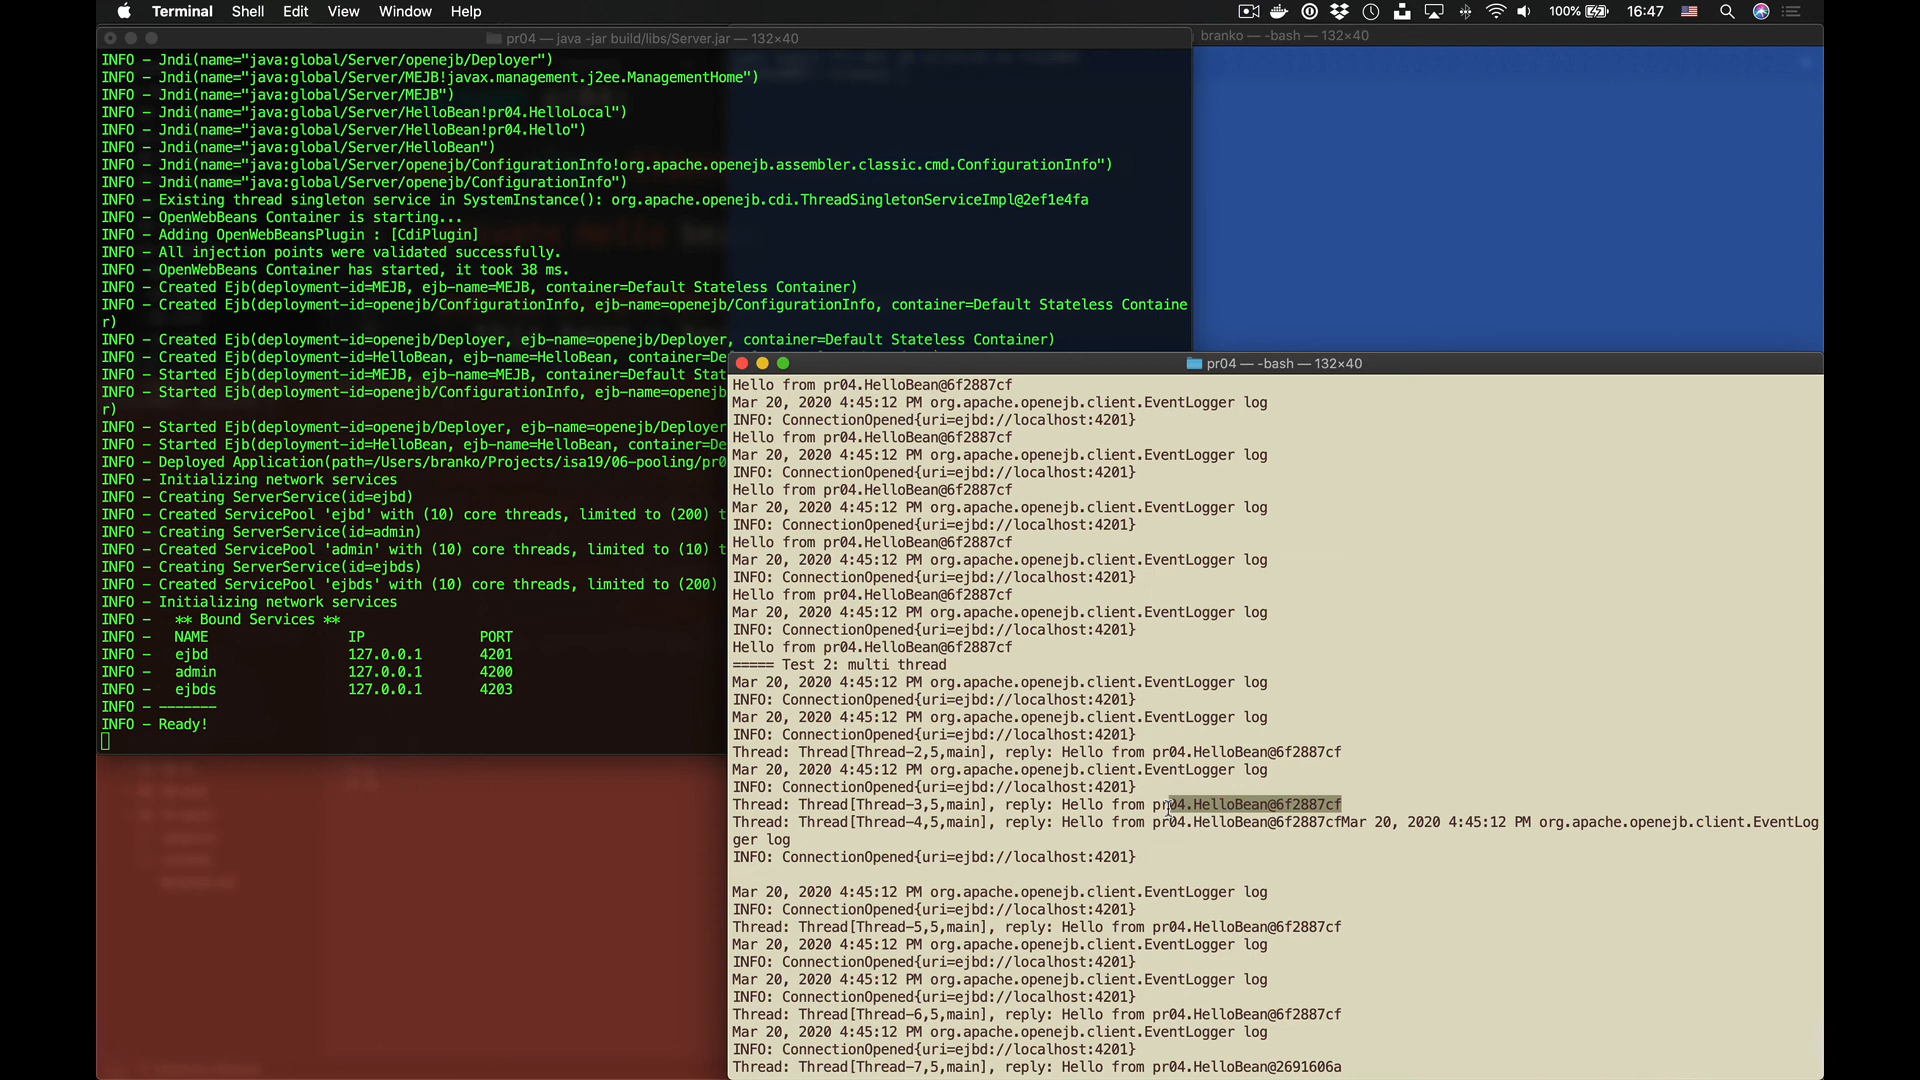 Terminal Shell Edit View Window Help 100% 16:47
pr04 — java -jar build/libs/Server.jar — 132×40
branko — -bash — 132×40
INFO - Jndi(name="java:global/Server/openejb/Deployer")
INFO - Jndi(name="java:global/Server/MEJB!javax.management.j2ee.ManagementHome")
INFO - Jndi(name="java:global/Server/MEJB")
INFO - Jndi(name="java:global/Server/HelloBean!pr04.HelloLocal")
INFO - Jndi(name="java:global/Server/HelloBean!pr04.Hello")
INFO - Jndi(name="java:global/Server/HelloBean")
INFO - Jndi(name="java:global/Server/openejb/ConfigurationInfo!org.apache.openejb.assembler.classic.cmd.ConfigurationInfo")
INFO - Jndi(name="java:global/Server/openejb/ConfigurationInfo")
INFO - Existing thread singleton service in SystemInstance(): org.apache.openejb.cdi.ThreadSingletonServiceImpl@2ef1e4fa
INFO - OpenWebBeans Container is starting...
INFO - Adding OpenWebBeansPlugin : [CdiPlugin]
INFO - All injection points were validated successfully.
INFO - OpenWebBeans Container has started, it took 38 ms.
INFO - Created Ejb(deployment-id=MEJB, ejb-name=MEJB, container=Default Stateless Container)
INFO - Created Ejb(deployment-id=openejb/ConfigurationInfo, ejb-name=openejb/ConfigurationInfo, container=Default Stateless Containe
r)
INFO - Created Ejb(deployment-id=openejb/Deployer, ejb-name=openejb/Deployer, container=Default Stateless Container)
INFO - Created Ejb(deployment-id=HelloBean, ejb-name=HelloBean, container=De
INFO - Started Ejb(deployment-id=MEJB, ejb-name=MEJB, container=Default Stat
INFO - Started Ejb(deployment-id=openejb/ConfigurationInfo, ejb-name=openejb
r)
INFO - Started Ejb(deployment-id=openejb/Deployer, ejb-name=openejb/Deployer
INFO - Started Ejb(deployment-id=HelloBean, ejb-name=HelloBean, container=De
INFO - Deployed Application(path=/Users/branko/Projects/isa19/06-pooling/pr0
INFO - Initializing network services
INFO - Creating ServerService(id=ejbd)
INFO - Created ServicePool 'ejbd' with (10) core threads, limited to (200) t
INFO - Creating ServerService(id=admin)
INFO - Created ServicePool 'admin' with (10) core threads, limited to (10) t
INFO - Creating ServerService(id=ejbds)
INFO - Created ServicePool 'ejbds' with (10) core threads, limited to (200)
INFO - Initializing network services
INFO - ** Bound Services **
INFO - NAME IP PORT
INFO - ejbd 127.0.0.1 4201
INFO - admin 127.0.0.1 4200
INFO - ejbds 127.0.0.1 4203
INFO - -------
INFO - Ready!
pr04 — -bash — 132×40
Hello from pr04.HelloBean@6f2887cf
Mar 20, 2020 4:45:12 PM org.apache.openejb.client.EventLogger log
INFO: ConnectionOpened{uri=ejbd://localhost:4201}
Hello from pr04.HelloBean@6f2887cf
Mar 20, 2020 4:45:12 PM org.apache.openejb.client.EventLogger log
INFO: ConnectionOpened{uri=ejbd://localhost:4201}
Hello from pr04.HelloBean@6f2887cf
Mar 20, 2020 4:45:12 PM org.apache.openejb.client.EventLogger log
INFO: ConnectionOpened{uri=ejbd://localhost:4201}
Hello from pr04.HelloBean@6f2887cf
Mar 20, 2020 4:45:12 PM org.apache.openejb.client.EventLogger log
INFO: ConnectionOpened{uri=ejbd://localhost:4201}
Hello from pr04.HelloBean@6f2887cf
Mar 20, 2020 4:45:12 PM org.apache.openejb.client.EventLogger log
INFO: ConnectionOpened{uri=ejbd://localhost:4201}
Hello from pr04.HelloBean@6f2887cf
===== Test 2: multi thread
Mar 20, 2020 4:45:12 PM org.apache.openejb.client.EventLogger log
INFO: ConnectionOpened{uri=ejbd://localhost:4201}
Mar 20, 2020 4:45:12 PM org.apache.openejb.client.EventLogger log
INFO: ConnectionOpened{uri=ejbd://localhost:4201}
Thread: Thread[Thread-2,5,main], reply: Hello from pr04.HelloBean@6f2887cf
Mar 20, 2020 4:45:12 PM org.apache.openejb.client.EventLogger log
INFO: ConnectionOpened{uri=ejbd://localhost:4201}
Thread: Thread[Thread-3,5,main], reply: Hello from pr04.HelloBean@6f2887cf
Thread: Thread[Thread-4,5,main], reply: Hello from pr04.HelloBean@6f2887cfMar 20, 2020 4:45:12 PM org.apache.openejb.client.EventLog
ger log
INFO: ConnectionOpened{uri=ejbd://localhost:4201}
Mar 20, 2020 4:45:12 PM org.apache.openejb.client.EventLogger log
INFO: ConnectionOpened{uri=ejbd://localhost:4201}
Thread: Thread[Thread-5,5,main], reply: Hello from pr04.HelloBean@6f2887cf
Mar 20, 2020 4:45:12 PM org.apache.openejb.client.EventLogger log
INFO: ConnectionOpened{uri=ejbd://localhost:4201}
Mar 20, 2020 4:45:12 PM org.apache.openejb.client.EventLogger log
INFO: ConnectionOpened{uri=ejbd://localhost:4201}
Thread: Thread[Thread-6,5,main], reply: Hello from pr04.HelloBean@6f2887cf
Mar 20, 2020 4:45:12 PM org.apache.openejb.client.EventLogger log
INFO: ConnectionOpened{uri=ejbd://localhost:4201}
Thread: Thread[Thread-7,5,main], reply: Hello from pr04.HelloBean@2691606a